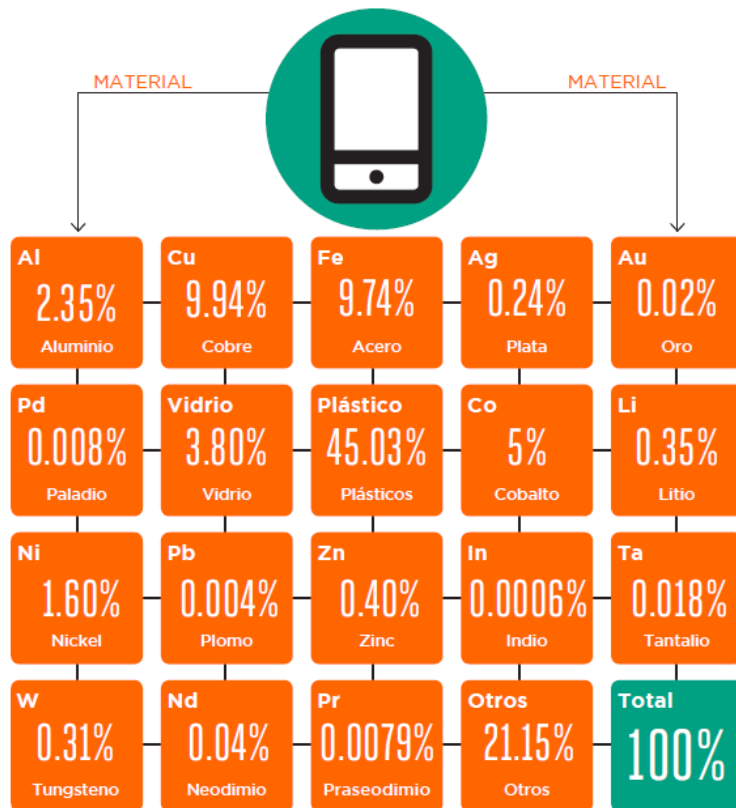 MATERIAL
MATERIAL
Al
2.35%
Aluminio
Cu
9.94%
Cobre
Fe
9.74%
Acero
Ag
0.24%
Plata
Au
0.02%
Oro
Pd
0.008%
Paladio
Vidrio
3.80%
Vidrio
Plástico
45.03%
Plásticos
Co
5%
Cobalto
Li
0.35%
Litio
Ni
1.60%
Nickel
Pb
0.004%
Plomo
Zn
0.40%
Zinc
In
0.0006%
Indio
Ta
0.018%
Tantalio
W
0.31%
Tungsteno
Nd
0.04%
Neodimio
Pr
0.0079%
Praseodimio
Otros
21.15%
Otros
Total
100%